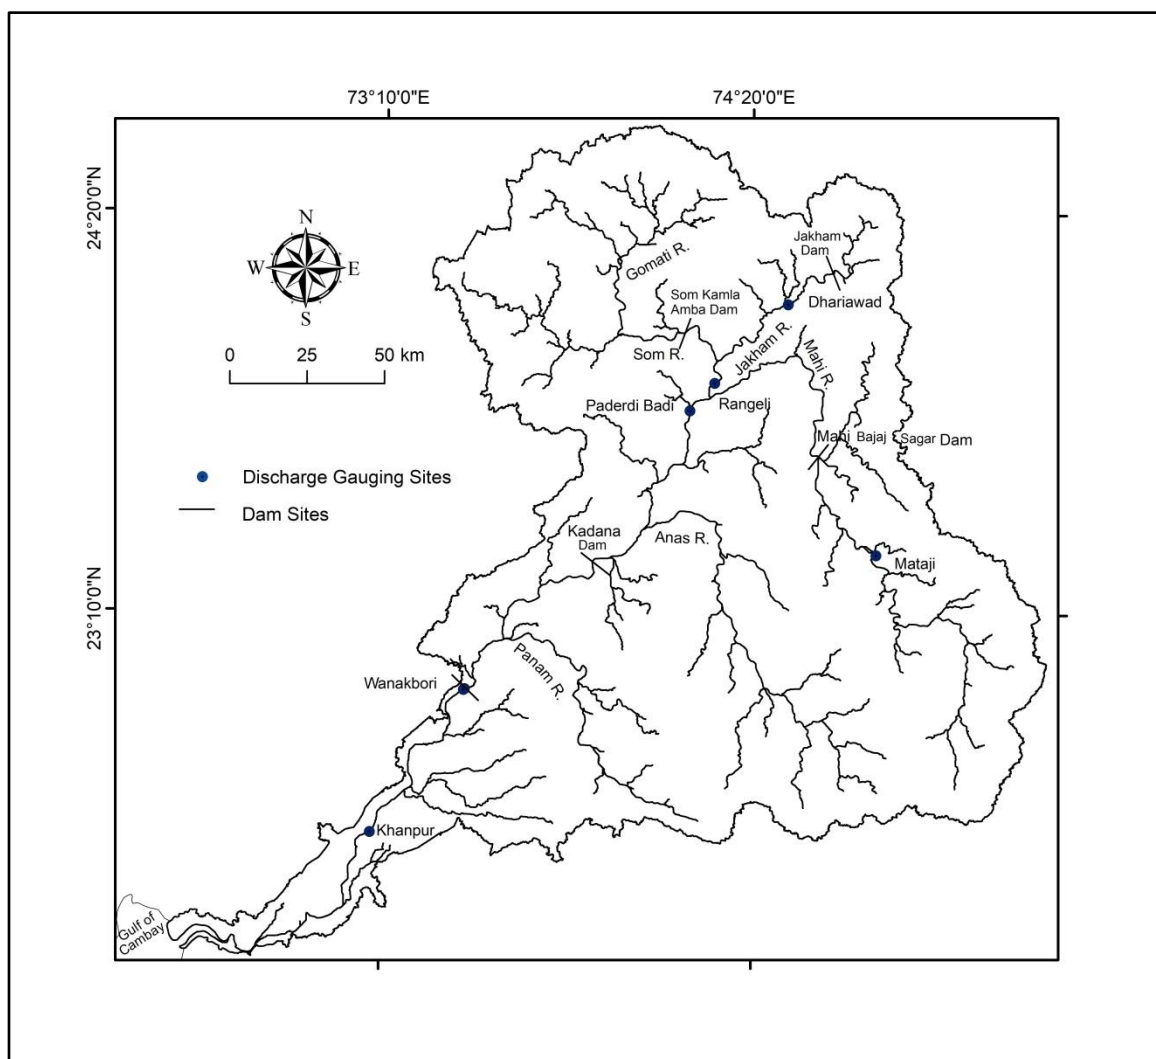 73°10'0"E
74°20'0"E
24°20'0"N
23°10'0"N
N
W
E
S
0
25
50 km
Discharge Gauging Sites
Dam Sites
Gomati R.
Jakham
Dam
Som Kamla
Amba Dam
Dhariawad
Som R.
Jakham R.
Mahi R.
Paderdi Badi
Rangeli
Mahi Bajaj Sagar Dam
Kadana
Dam
Anas R.
Mataji
Panam R.
Wanakbori
Khanpur
Gulf of
Cambay